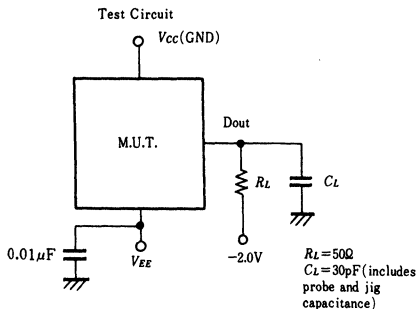 Test Circuit
Vcc(GND)
Dout
M.U.T.
RL
CL
0.01μF
VEE
−2.0V
RL=50Ω
CL=30pF(includes
probe and jig
capacitance)